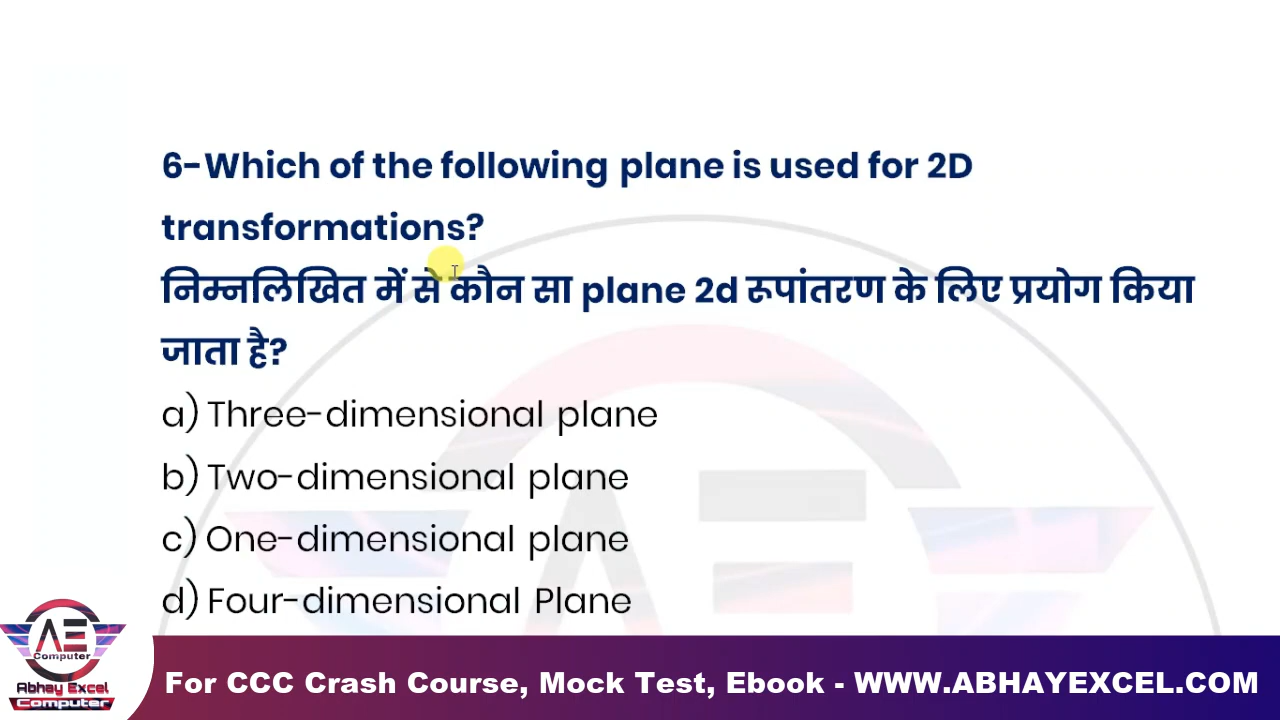 6-Which of the following plane is used for 2D
transformations?
निम्नलिखित में से कौन सा plane 2d रूपांतरण के लिए प्रयोग किया
जाता है?
a) Three-dimensional plane
b) Two-dimensional plane
c) One-dimensional plane
d) Four-dimensional Plane
AE
Computer
Abhay Excel
Computer
For CCC Crash Course, Mock Test, Ebook - WWW.ABHAYEXCEL.COM